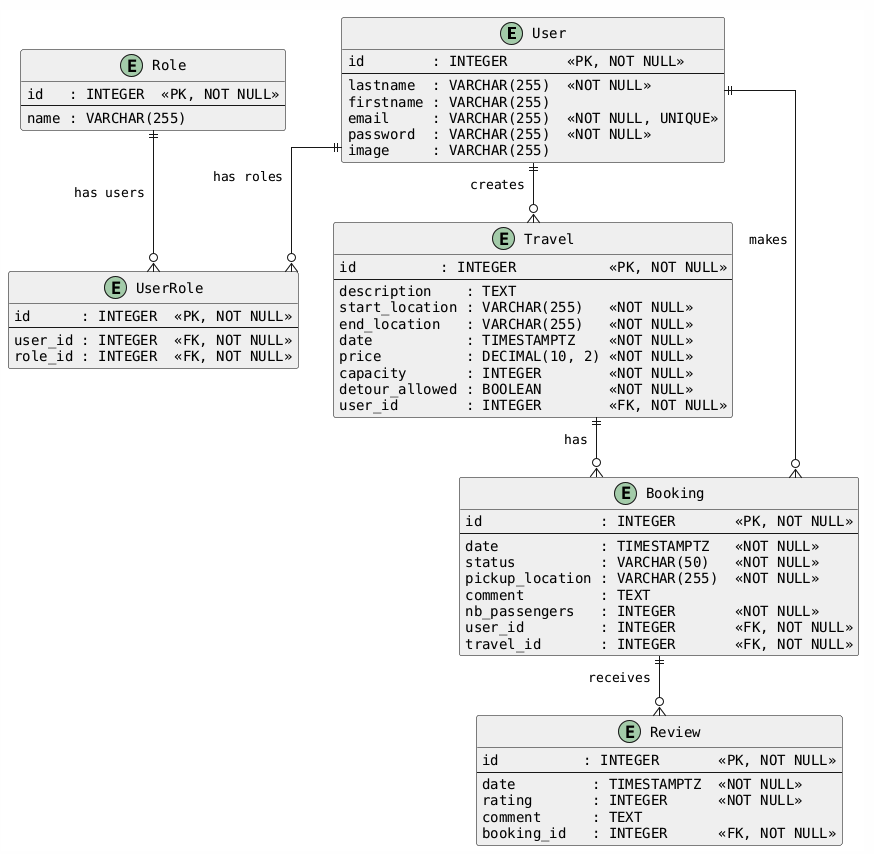 E User
id : INTEGER «PK, NOT NULL»
lastname : VARCHAR(255) «NOT NULL»
firstname : VARCHAR(255)
email : VARCHAR(255) «NOT NULL, UNIQUE»
password : VARCHAR(255) «NOT NULL»
image : VARCHAR(255)
E Role
id : INTEGER «PK, NOT NULL»
name : VARCHAR(255)
has users
has roles
creates
makes
E UserRole
id : INTEGER «PK, NOT NULL»
user_id : INTEGER «FK, NOT NULL»
role_id : INTEGER «FK, NOT NULL»
E Travel
id : INTEGER «PK, NOT NULL»
description : TEXT
start_location : VARCHAR(255) «NOT NULL»
end_location : VARCHAR(255) «NOT NULL»
date : TIMESTAMPTZ «NOT NULL»
price : DECIMAL(10, 2) «NOT NULL»
capacity : INTEGER «NOT NULL»
detour_allowed : BOOLEAN «NOT NULL»
user_id : INTEGER «FK, NOT NULL»
has
E Booking
id : INTEGER «PK, NOT NULL»
date : TIMESTAMPTZ «NOT NULL»
status : VARCHAR(50) «NOT NULL»
pickup_location : VARCHAR(255) «NOT NULL»
comment : TEXT
nb_passengers : INTEGER «NOT NULL»
user_id : INTEGER «FK, NOT NULL»
travel_id : INTEGER «FK, NOT NULL»
receives
E Review
id : INTEGER «PK, NOT NULL»
date : TIMESTAMPTZ «NOT NULL»
rating : INTEGER «NOT NULL»
comment : TEXT
booking_id : INTEGER «FK, NOT NULL»